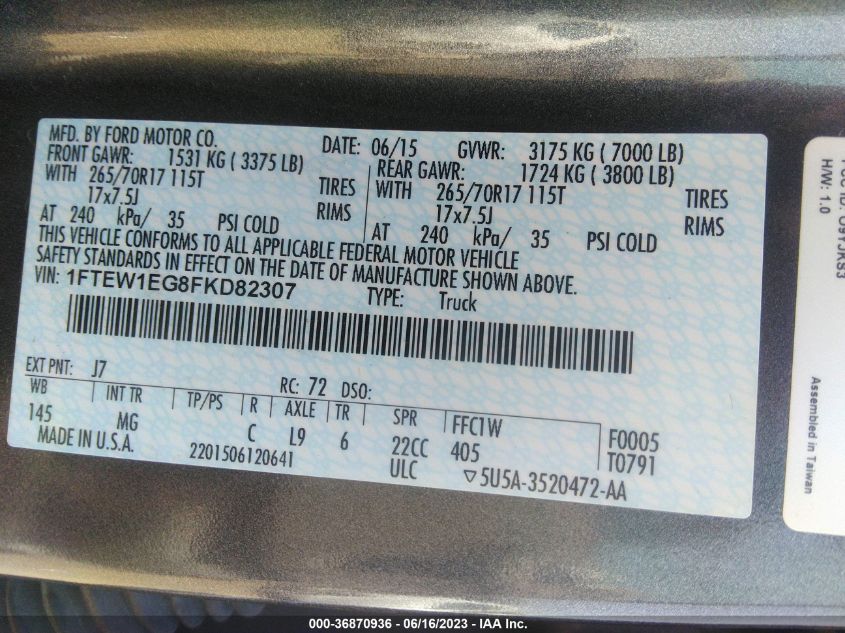 MFD. BY FORD MOTOR CO. DATE: 06/15 GVWR: 3175 KG ( 7000 LB)
FRONT GAWR: 1531 KG ( 3375 LB) REAR GAWR: 1724 KG ( 3800 LB)
WITH 265/70R17 115T TIRES WITH 265/70R17 115T TIRES
17x7.5J RIMS 17x7.5J RIMS
AT 240 kPa/ 35 PSI COLD AT 240 kPa/ 35 PSI COLD
THIS VEHICLE CONFORMS TO ALL APPLICABLE FEDERAL MOTOR VEHICLE
SAFETY STANDARDS IN EFFECT ON THE DATE OF MANUFACTURE SHOWN ABOVE.
VIN: 1FTEW1EG8FKD82307 TYPE: Truck
EXT PNT: J7 RC: 72 DSO:
WB INT TR TP/PS R AXLE TR SPR FFC1W F0005
145 MG C L9 6 22CC 405 T0791
MADE IN U.S.A. 2201506120641 ULC ▽5U5A-3520472-AA
H/W: 1.0
Assembled in Taiwan
000-36870936 - 06/16/2023 - IAA Inc.